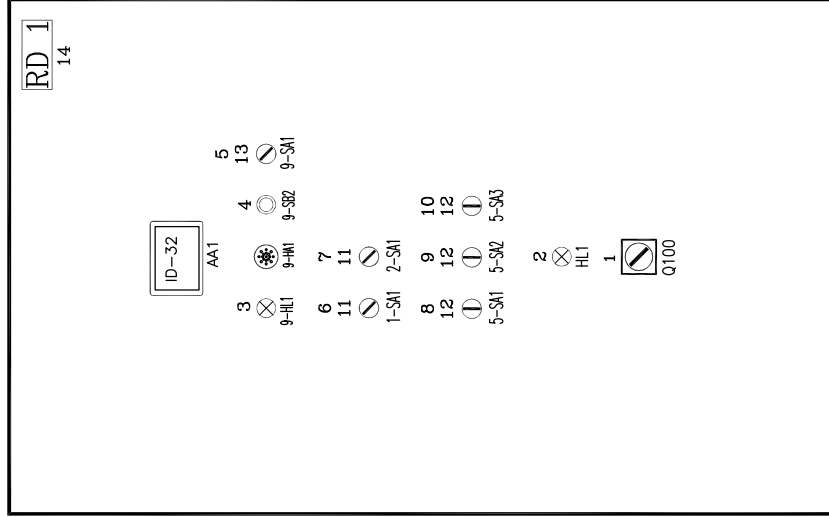 RD 1
14
ID-32
AA1
5
3 4 13
9-HL1 9-HA1 9-SB2 9-SA1
6 7
11 11
1-SA1 2-SA1
8 9 10
12 12 12
5-SA1 5-SA2 5-SA3
2
HL1
1
Q100